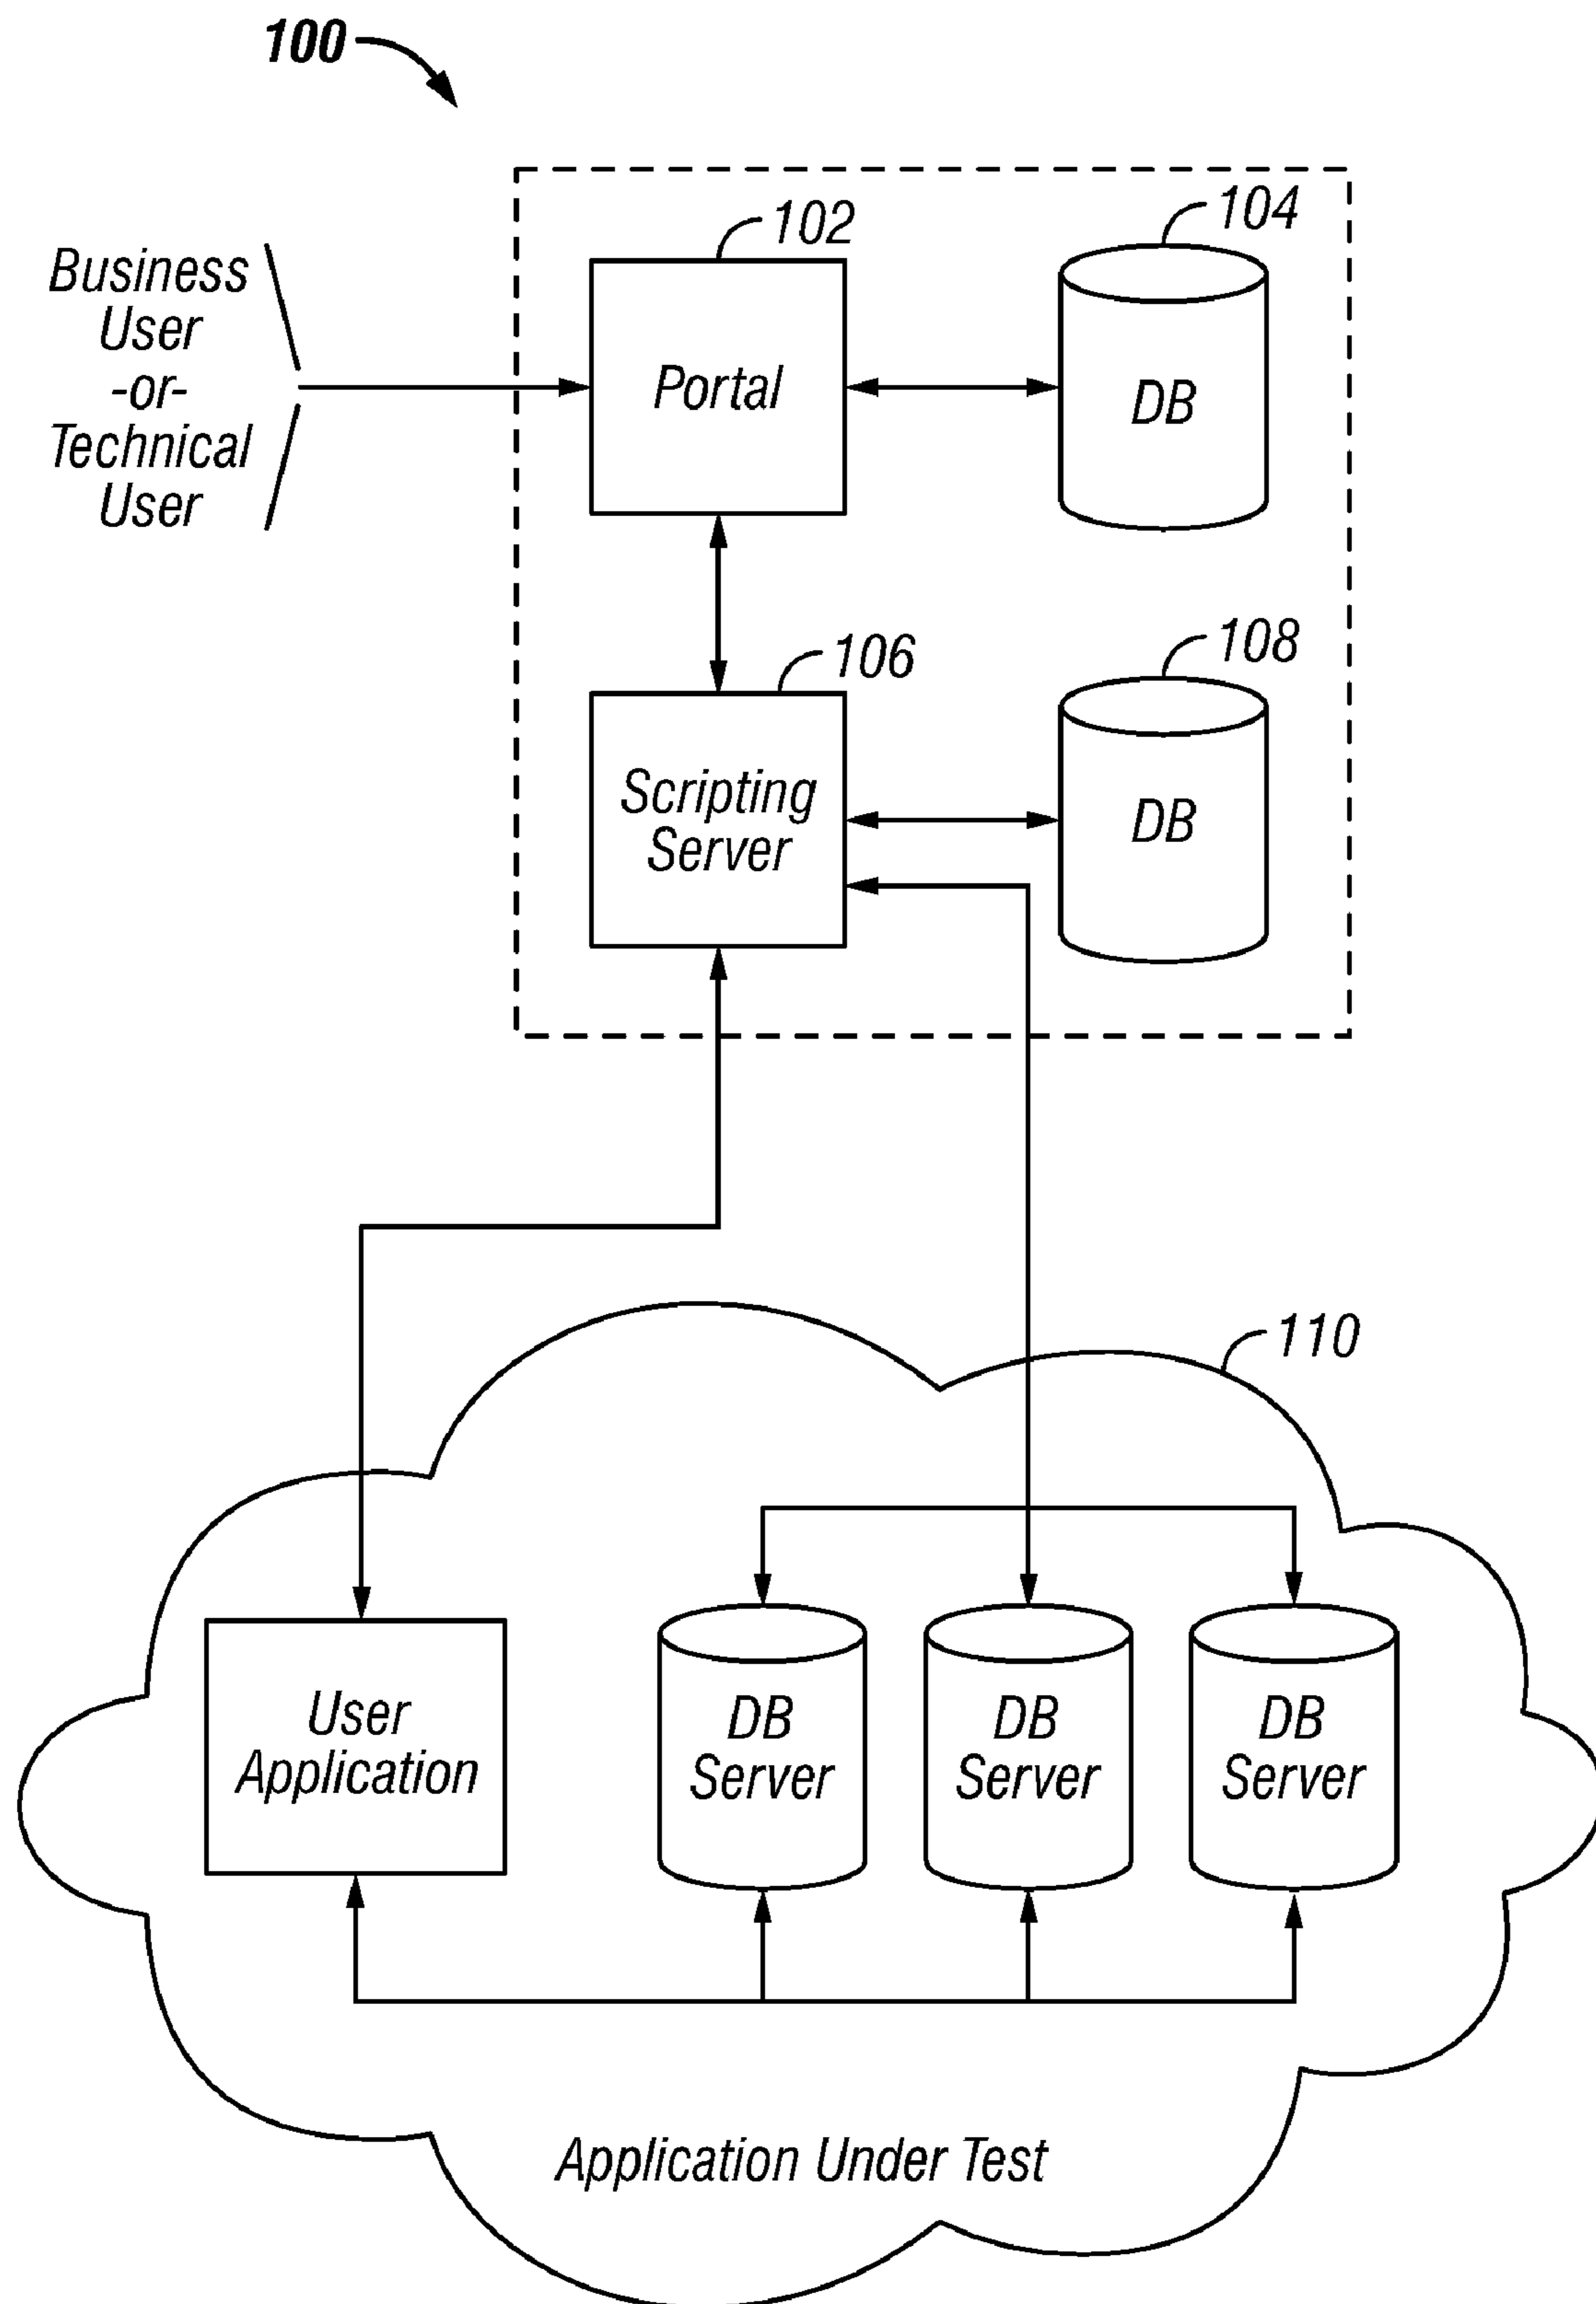 100
102
104
Business
User
-or-
Technical
User
Portal
DB
106
108
Scripting
Server
DB
110
User
Application
DB
Server
DB
Server
DB
Server
Application Under Test